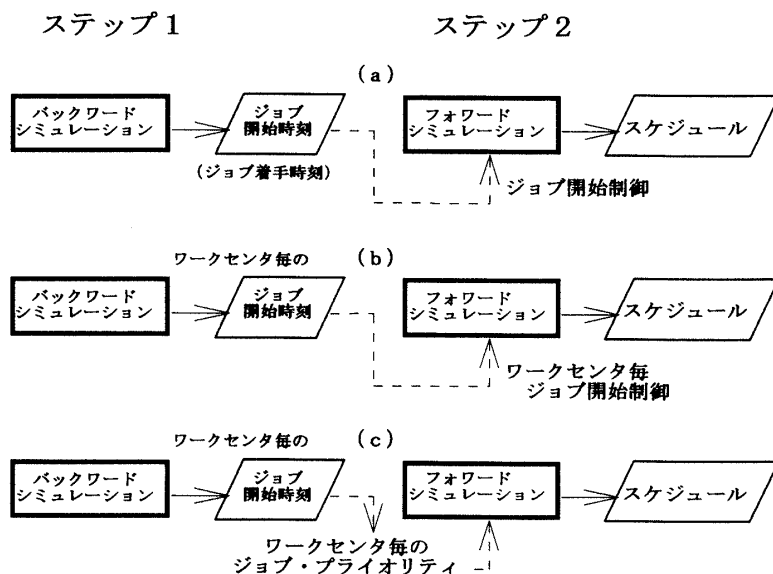 ステップ1
ステップ2
(a)
バックワード
シミュレーション
ジョブ
開始時刻
(ジョブ着手時刻)
フォワード
シミュレーション
スケジュール
ジョブ開始制御
(b)
ワークセンタ毎の
バックワード
シミュレーション
ジョブ
開始時刻
フォワード
シミュレーション
スケジュール
ワークセンタ毎
ジョブ開始制御
(c)
ワークセンタ毎の
バックワード
シミュレーション
ジョブ
開始時刻
フォワード
シミュレーション
スケジュール
ワークセンタ毎の
ジョブ・プライオリティ